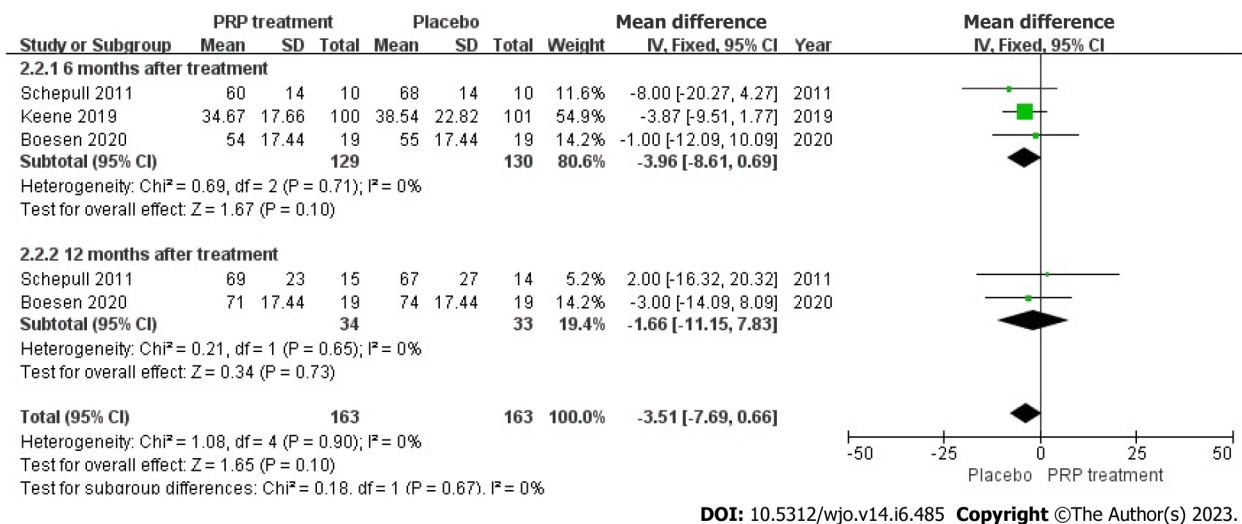 PRP treatment Placebo Mean difference Mean difference
Study or Subgroup Mean SD Total Mean SD Total Weight IV, Fixed, 95% CI Year IV, Fixed, 95% CI
2.2.1 6 months after treatment
Schepull 2011 60 14 10 68 14 10 11.6% -8.00 [-20.27, 4.27] 2011
Keene 2019 34.67 17.66 100 38.54 22.82 101 54.9% -3.87 [-9.51, 1.77] 2019
Boesen 2020 54 17.44 19 55 17.44 19 14.2% -1.00 [-12.09, 10.09] 2020
Subtotal (95% CI) 129 130 80.6% -3.96 [-8.61, 0.69]
Heterogeneity: Chi² = 0.69, df = 2 (P = 0.71); I² = 0%
Test for overall effect: Z = 1.67 (P = 0.10)
2.2.2 12 months after treatment
Schepull 2011 69 23 15 67 27 14 5.2% 2.00 [-16.32, 20.32] 2011
Boesen 2020 71 17.44 19 74 17.44 19 14.2% -3.00 [-14.09, 8.09] 2020
Subtotal (95% CI) 34 33 19.4% -1.66 [-11.15, 7.83]
Heterogeneity: Chi² = 0.21, df = 1 (P = 0.65); I² = 0%
Test for overall effect: Z = 0.34 (P = 0.73)
Total (95% CI) 163 163 100.0% -3.51 [-7.69, 0.66]
Heterogeneity: Chi² = 1.08, df = 4 (P = 0.90); I² = 0%
Test for overall effect: Z = 1.65 (P = 0.10)
Test for subgroup differences: Chi² = 0.18, df = 1 (P = 0.67), I² = 0%
-50 -25 0 25 50
Placebo PRP treatment
DOI: 10.5312/wjo.v14.i6.485 Copyright ©The Author(s) 2023.